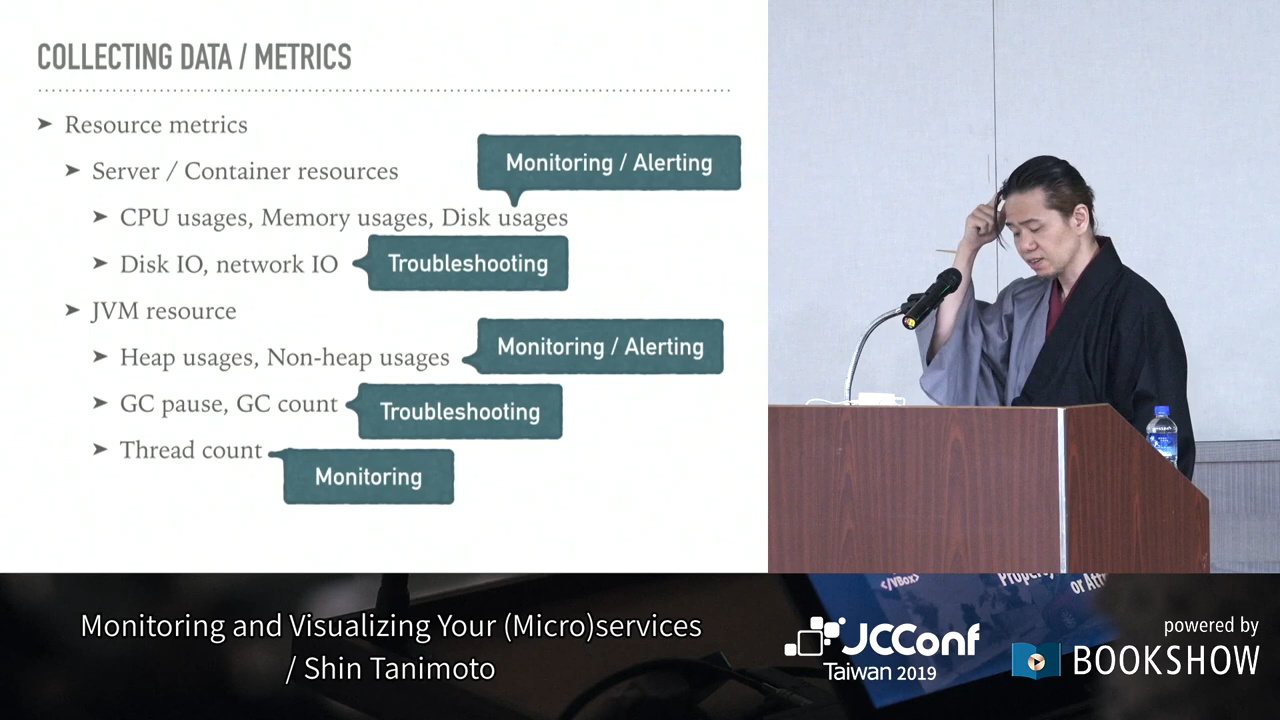 COLLECTING DATA / METRICS
Resource metrics
Server / Container resources
Monitoring / Alerting
CPU usages, Memory usages, Disk usages
Disk IO, network IO
Troubleshooting
JVM resource
Heap usages, Non-heap usages
Monitoring / Alerting
GC pause, GC count
Troubleshooting
Thread count
Monitoring
</VBox>
or
Monitoring and Visualizing Your (Micro)services
/ Shin Tanimoto
JCConf
Taiwan 2019
powered by
BOOKSHOW